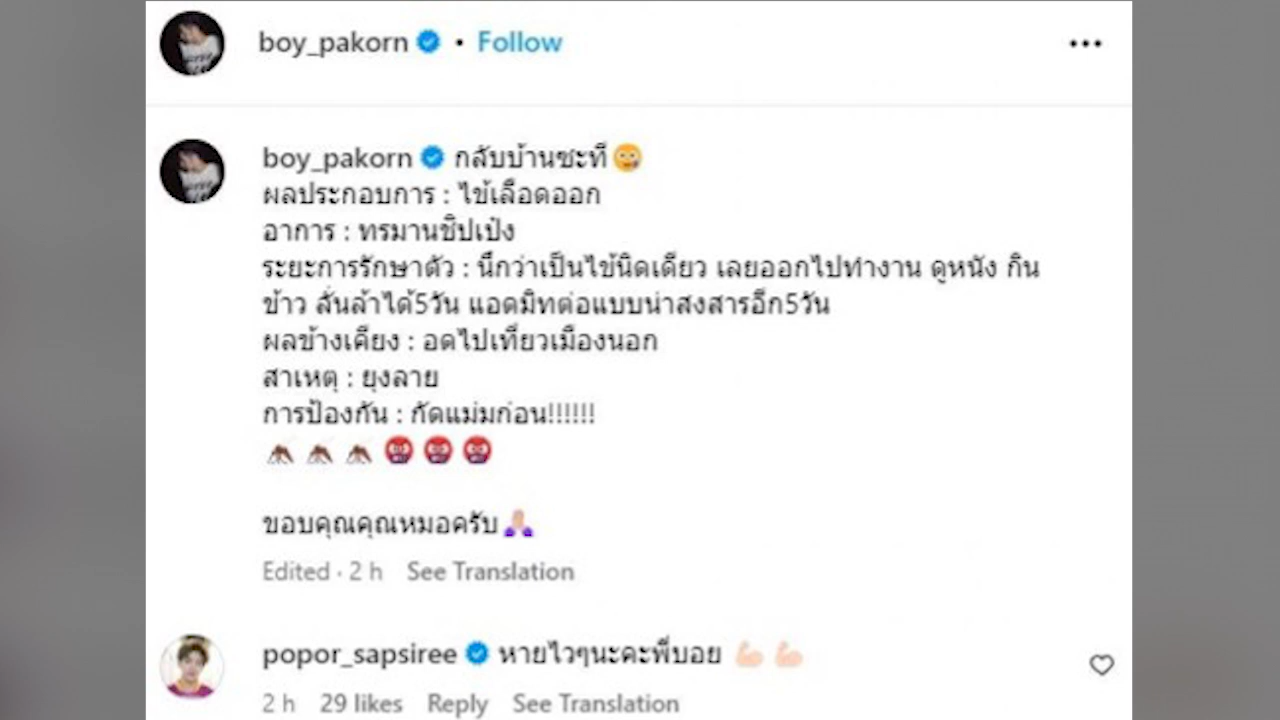 boy_pakorn • Follow
boy_pakorn กลับบ้านซะที
ผลประกอบการ : ไข้เลือดออก
อาการ : ทรมานชิปเป๋ง
ระยะการรักษาตัว : นึกว่าเป็นไข้นิดเดียว เลยออกไปทำงาน ดูหนัง กิน
ข้าว ลั่นล้าได้5วัน แอดมิทต่อแบบน่าสงสารอีก5วัน
ผลข้างเคียง : อดไปเที่ยวเมืองนอก
สาเหตุ : ยุงลาย
การป้องกัน : กัดแม่มก่อน!!!!!!
🦟🦟🦟👹👹👹
ขอบคุณคุณหมอครับ🙏🏻
Edited · 2 h See Translation
popor_sapsiree หายไวๆนะคะพี่บอย 💪🏻💪🏻
2 h 29 likes Reply See Translation